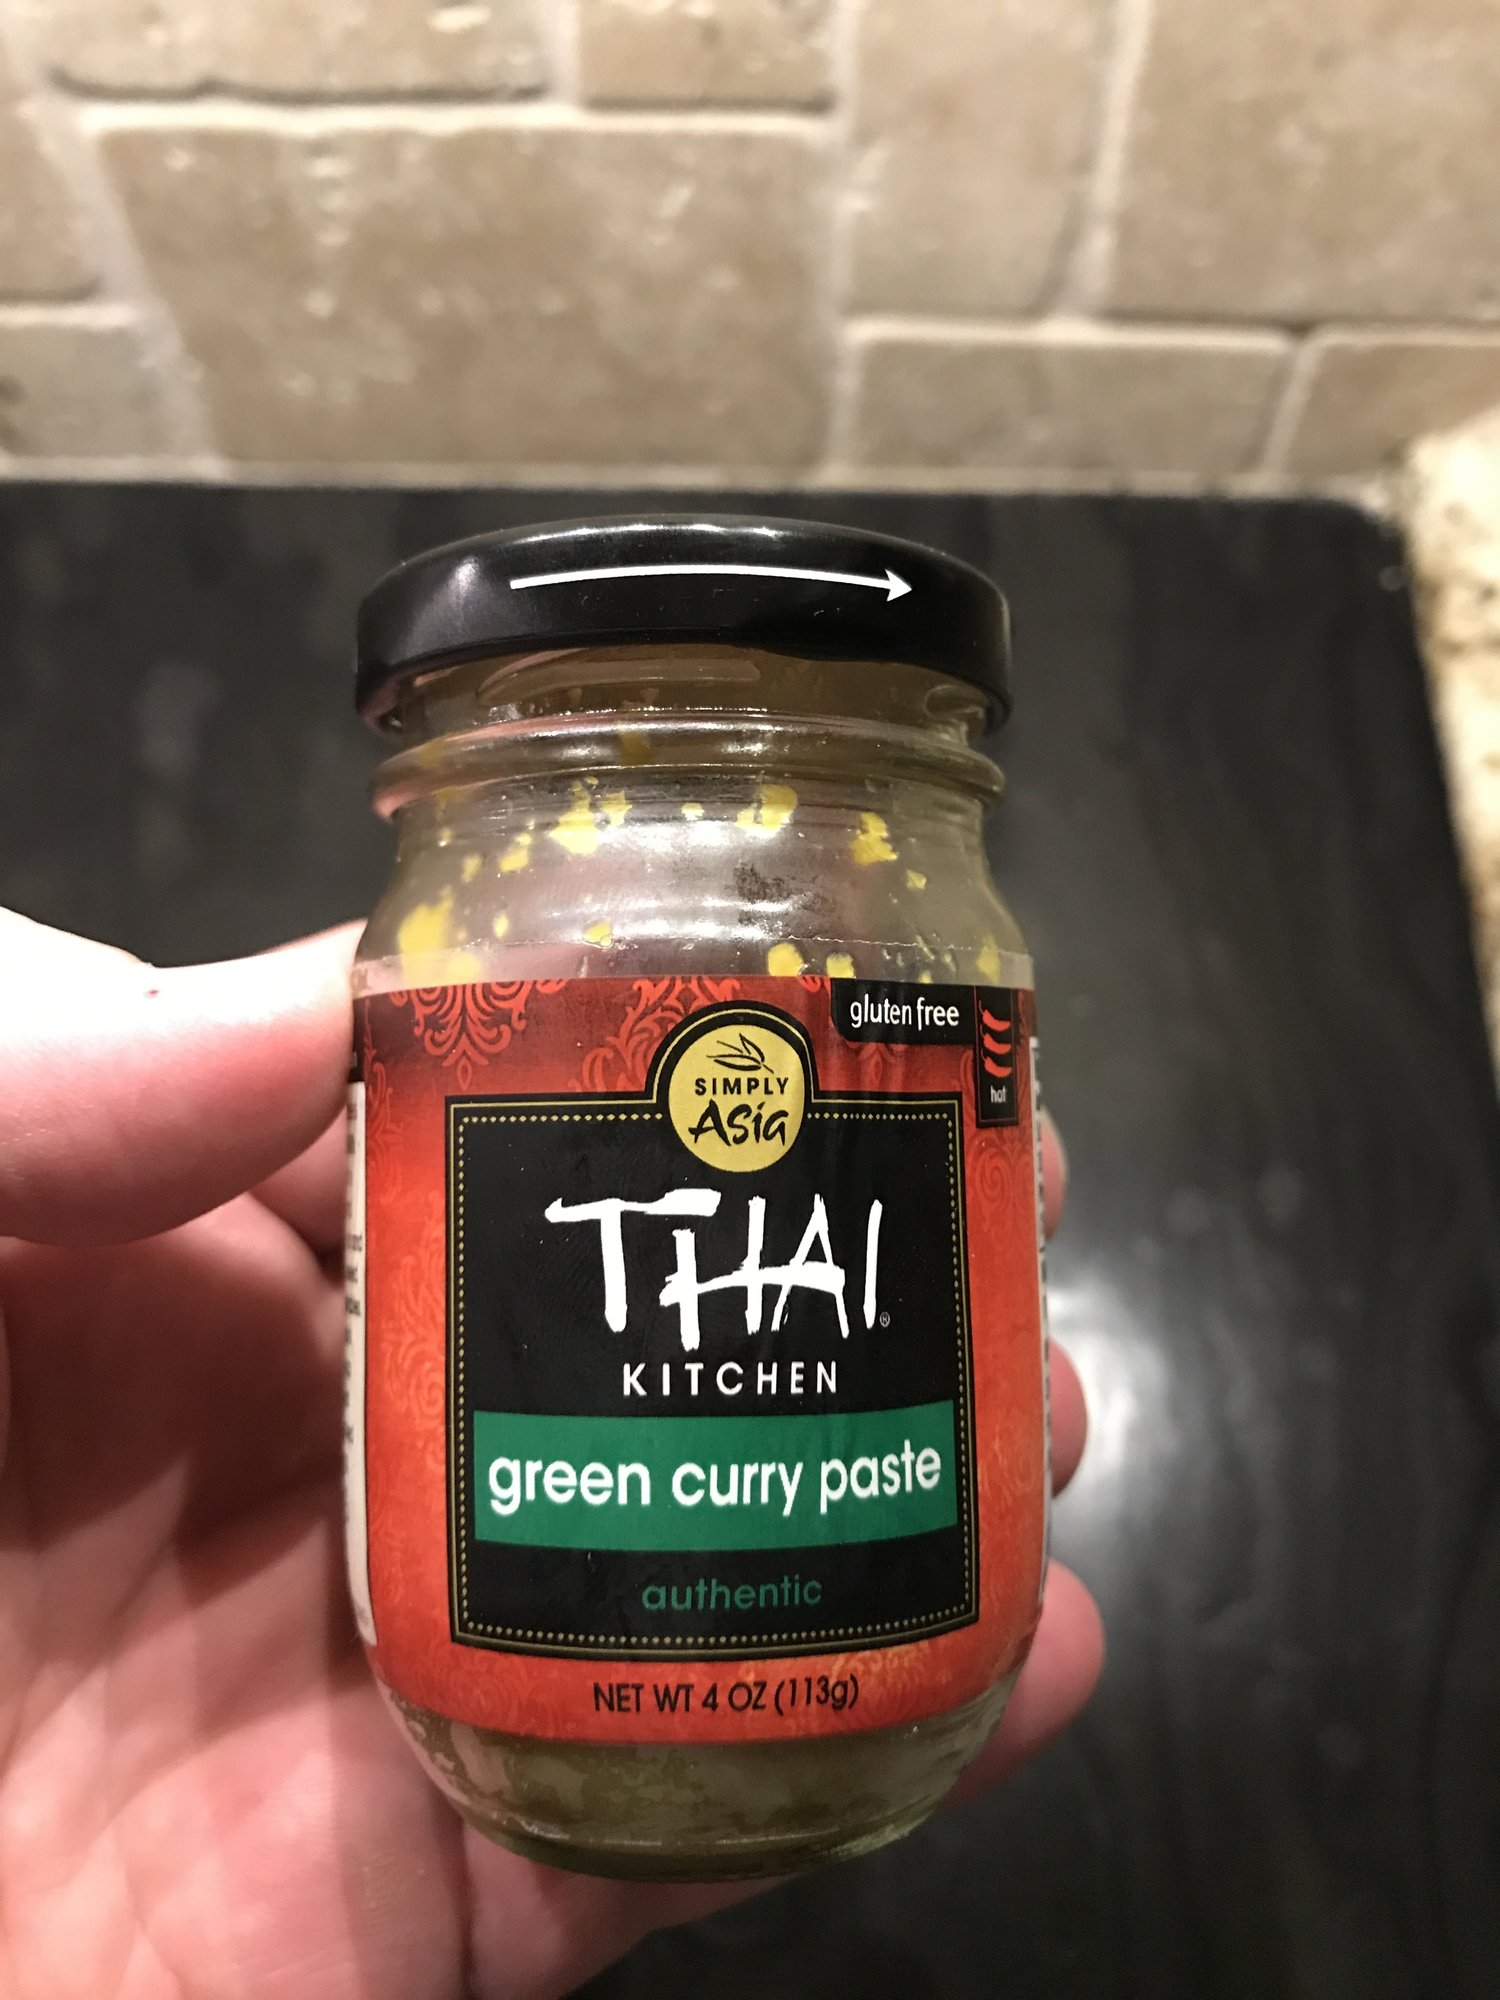 gluten free
hot
SIMPLY
Asia
THAI®
KITCHEN
green curry paste
authentic
NET WT 4 OZ (113g)